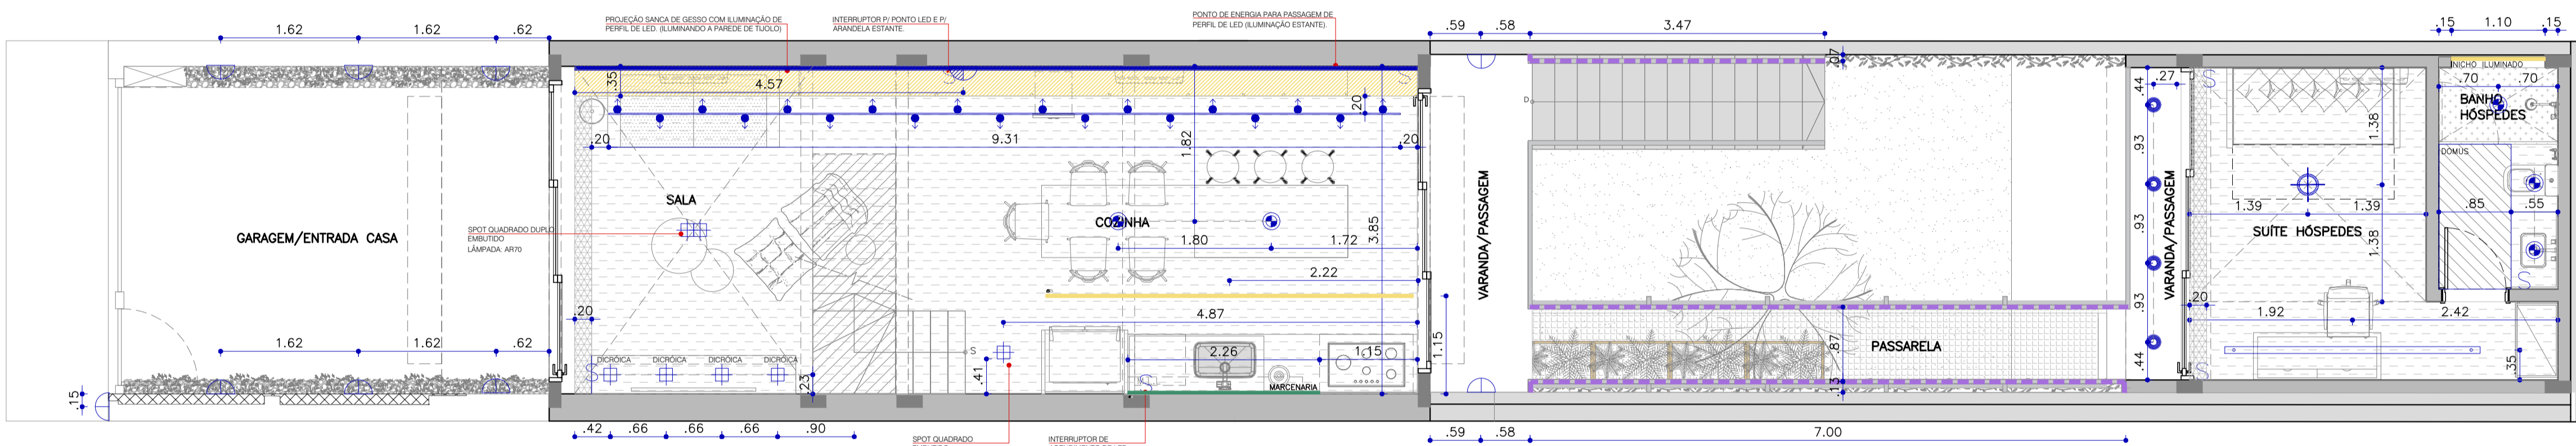 PROJEÇÃO SANCA DE GESSO COM ILUMINAÇÃO DE
PERFIL DE LED. (ILUMINANDO A PAREDE DE TIJOLO)
INTERRUPTOR P/ PONTO LED E P/
ARANDELA ESTANTE.
PONTO DE ENERGIA PARA PASSAGEM DE
PERFIL DE LED (ILUMINAÇÃO ESTANTE).
1.62
1.62
.62
.59
.58
3.47
.15
1.10
.15
.07
.35
4.57
.20
.20
9.31
.20
1.82
3.85
D
.44
.27
S
NICHO ILUMINADO
.70
.70
BANHO
HÓSPEDES
1.38
.93
DOMUS
SALA
COZINHA
GARAGEM/ENTRADA CASA
SPOT QUADRADO DUPLO
EMBUTIDO
LÂMPADA: AR70
1.80
1.72
2.22
VARANDA/PASSAGEM
VARANDA/PASSAGEM
.93
1.39
1.39
.85
.55
SUÍTE HÓSPEDES
1.38
S
.20
4.87
1.15
.93
.20
1.92
2.42
1.62
1.62
.62
DICRÓICA
DICRÓICA
DICRÓICA
DICRÓICA
S
S
2.26
1.15
PASSARELA
.87
.35
.23
.41
S
MARCENARIA
.13
.44
S
.15
.42
.66
.66
.66
.90
SPOT QUADRADO
INTERRUPTOR DE
.59
.58
7.00